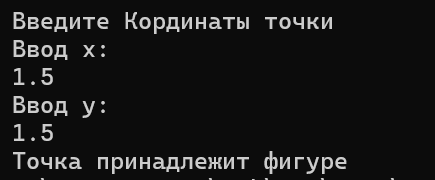 Введите Кординаты точки
Ввод x:
1.5
Ввод y:
1.5
Точка принадлежит фигуре